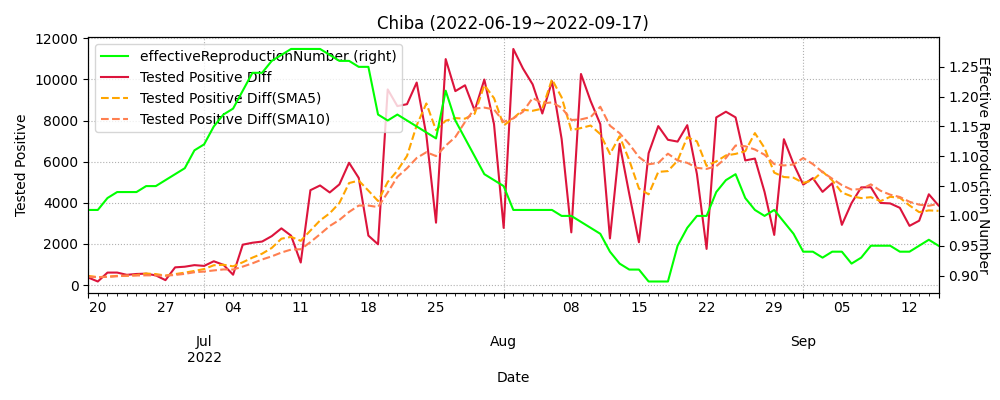 Chiba (2022-06-19~2022-09-17)
effectiveReproductionNumber (right)
Tested Positive Diff
Tested Positive Diff(SMA5)
Tested Positive Diff(SMA10)
Tested Positive
12000
10000
8000
6000
4000
2000
0
Effective Reproduction Number
1.25
1.20
1.15
1.10
1.05
1.00
0.95
0.90
20 27 04 11 18 25 08 15 22 29 05 12
Jul Aug Sep
2022
Date